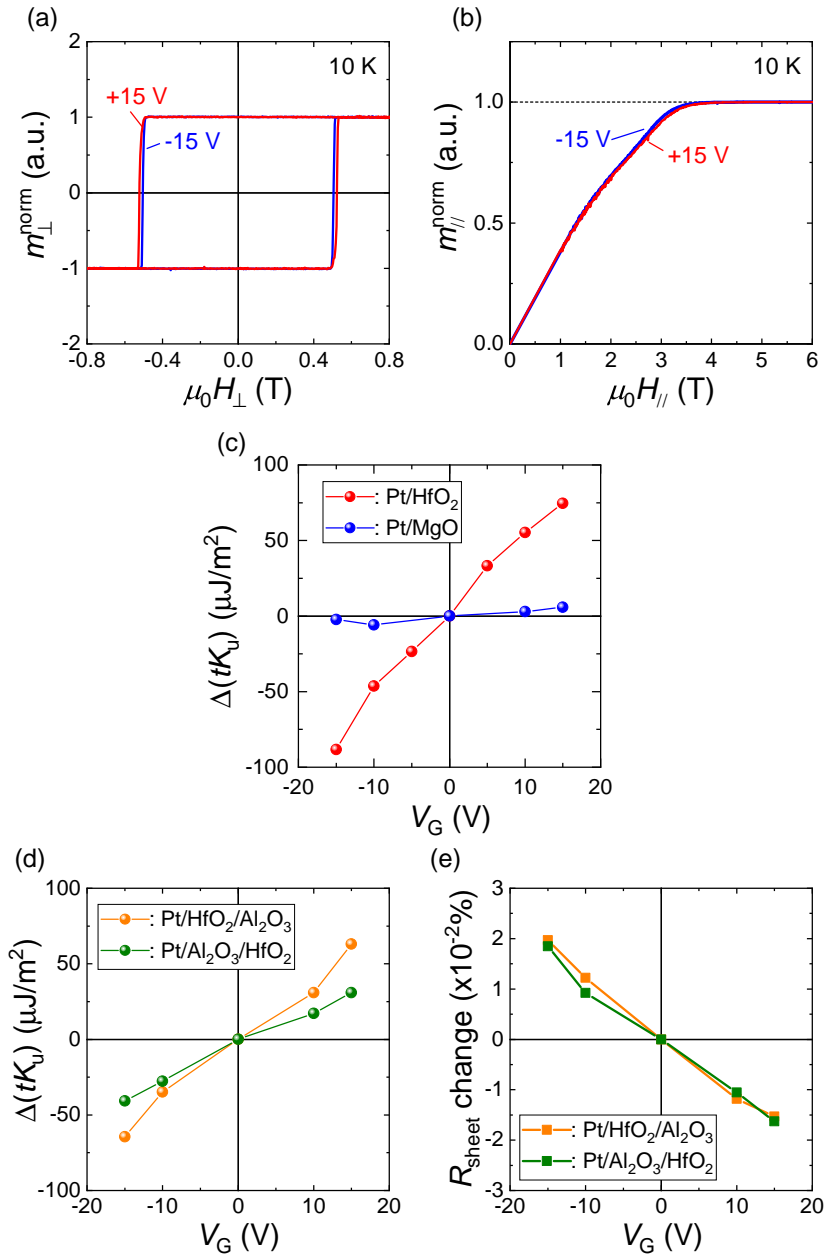 (a)
10 K
+15 V
-15 V
m⊥^norm (a.u.)
2
1
0
-1
-2
-0.8 -0.4 0.0 0.4 0.8
μ₀H⊥ (T)
(b)
10 K
-15 V
+15 V
m//^norm (a.u.)
1.0
0.5
0.0
0 1 2 3 4 5 6
μ₀H// (T)
(c)
: Pt/HfO₂
: Pt/MgO
Δ(tKᵤ) (μJ/m²)
100
50
0
-50
-100
-20 -10 0 10 20
V_G (V)
(d)
: Pt/HfO₂/Al₂O₃
: Pt/Al₂O₃/HfO₂
Δ(tKᵤ) (μJ/m²)
100
50
0
-50
-100
-20 -10 0 10 20
V_G (V)
(e)
R_sheet change (x10⁻²%)
3
2
1
0
-1
-2
-3
: Pt/HfO₂/Al₂O₃
: Pt/Al₂O₃/HfO₂
-20 -10 0 10 20
V_G (V)